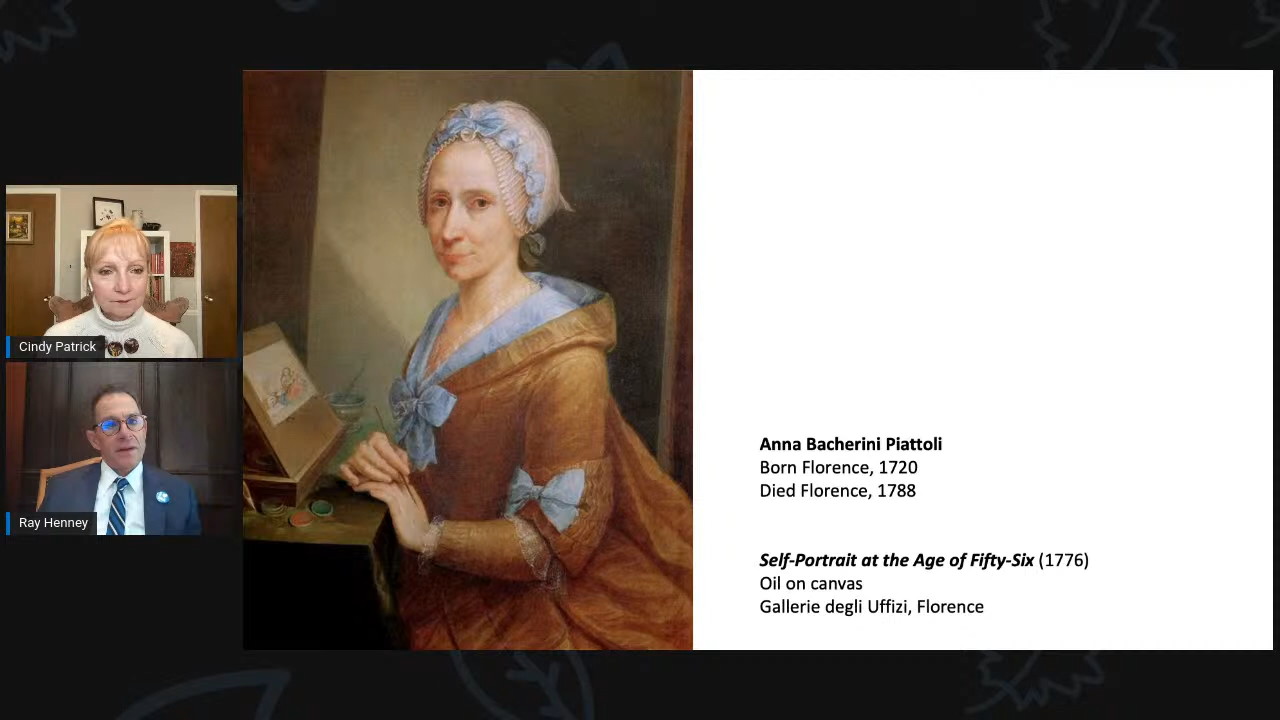 Cindy Patrick
Ray Henney
Anna Bacherini Piattoli
Born Florence, 1720
Died Florence, 1788
Self-Portrait at the Age of Fifty-Six (1776)
Oil on canvas
Gallerie degli Uffizi, Florence